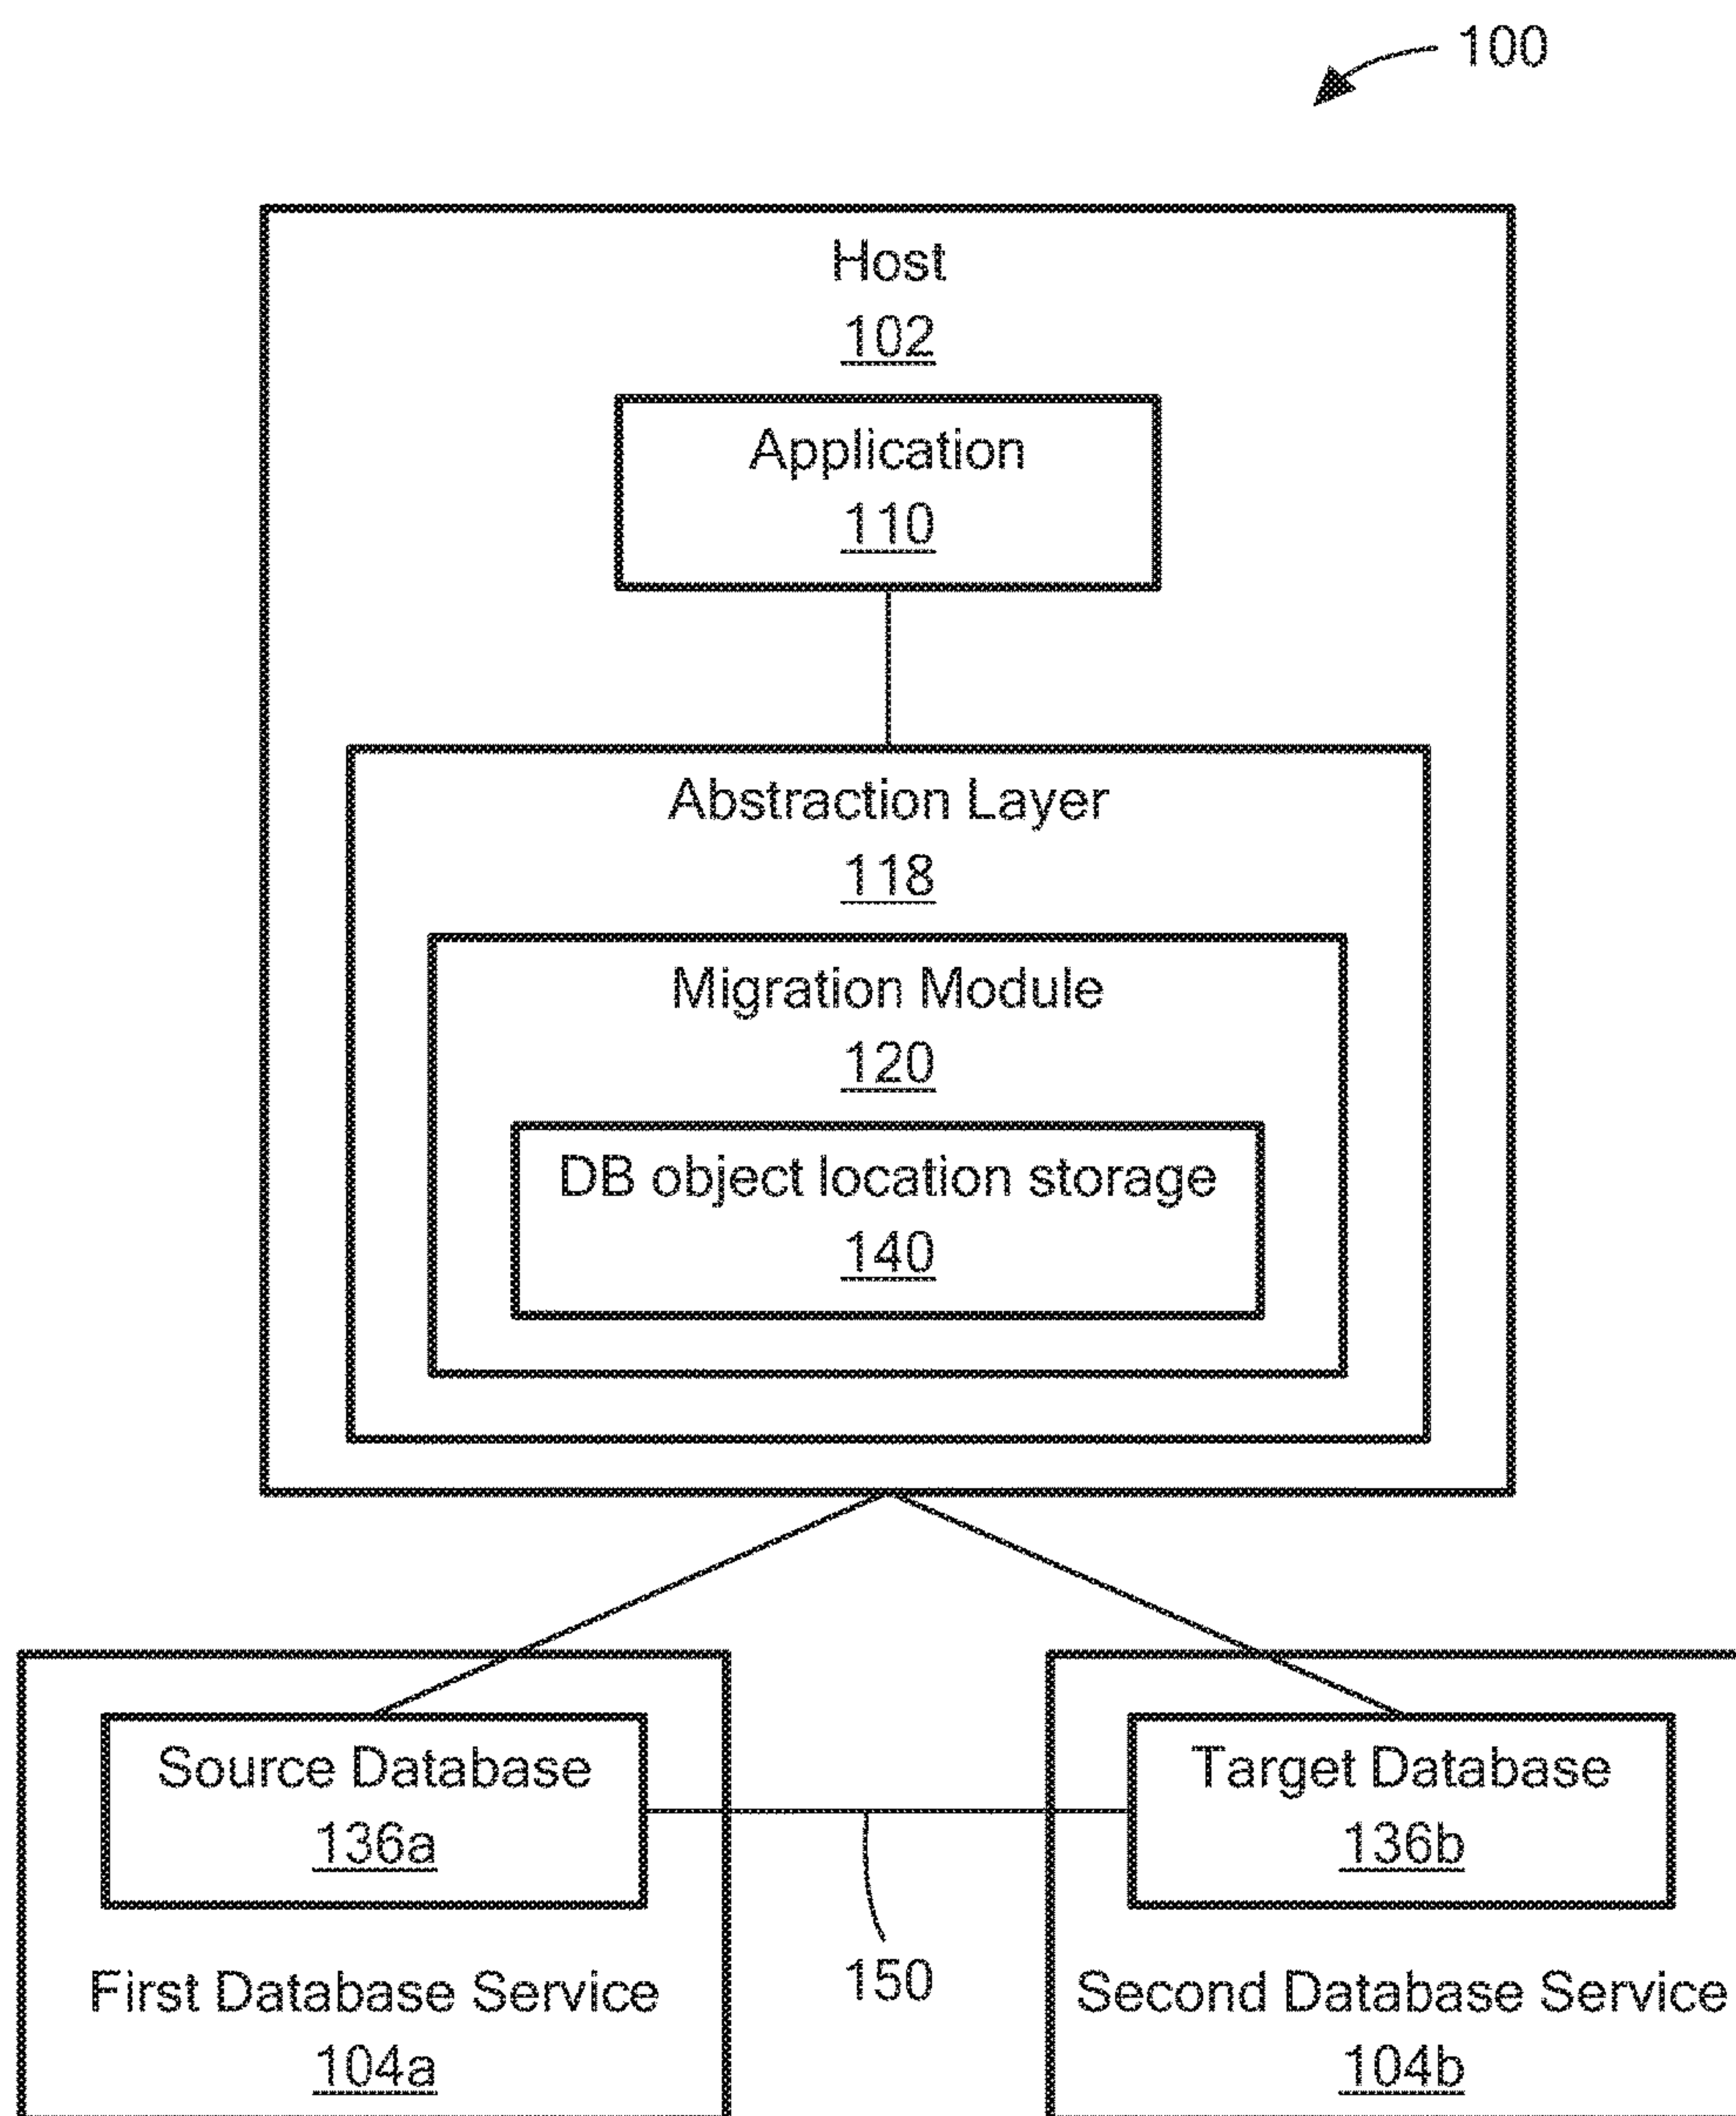 100
Host
102
Application
110
Abstraction Layer
118
Migration Module
120
DB object location storage
140
Source Database
136a
Target Database
136b
150
First Database Service
104a
Second Database Service
104b